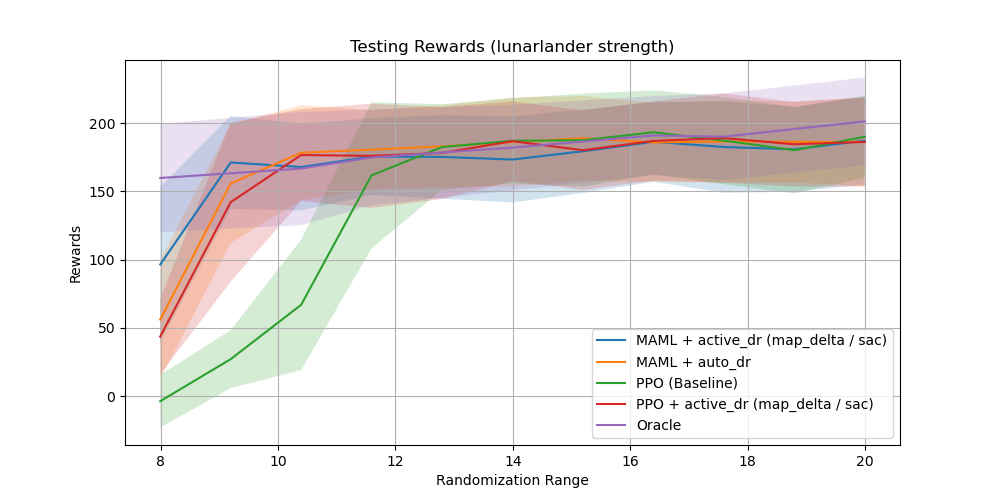 Testing Rewards (lunarlander strength)
200
150
100
50
0
Rewards
8
10
12
14
16
18
20
Randomization Range
MAML + active_dr (map_delta / sac)
MAML + auto_dr
PPO (Baseline)
PPO + active_dr (map_delta / sac)
Oracle